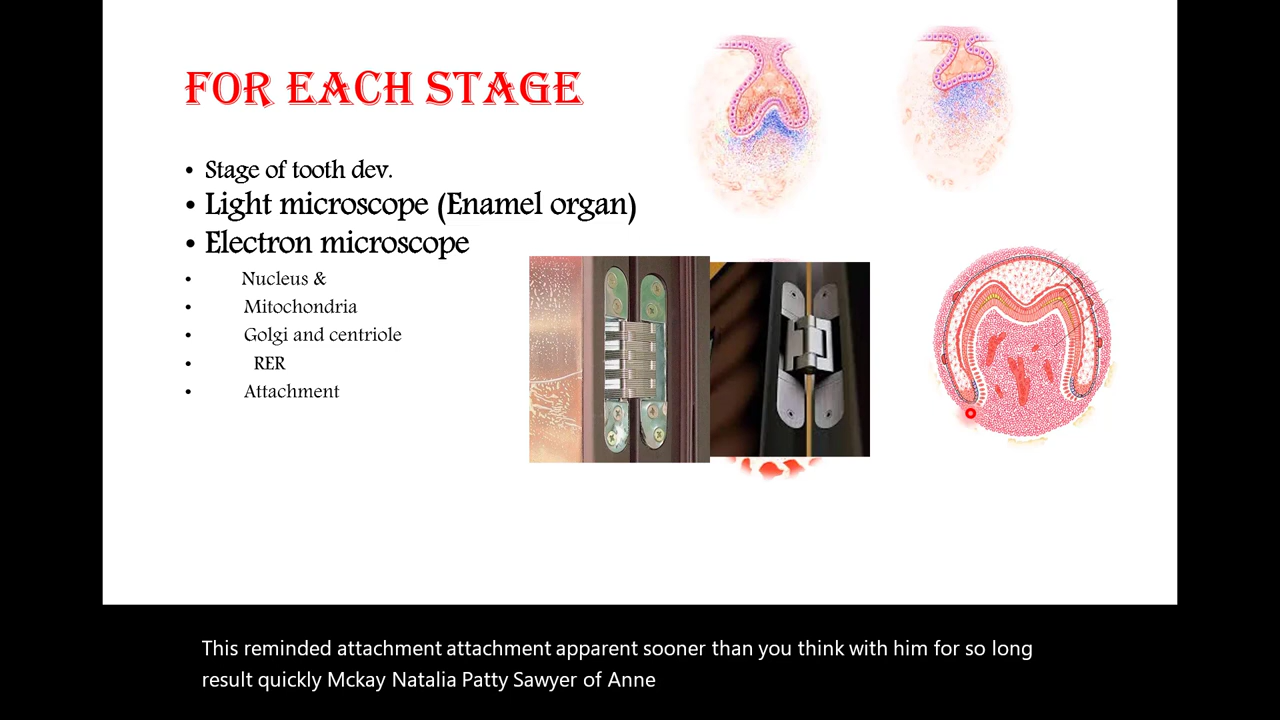 FOR EACH STAGE
• Stage of tooth dev.
• Light microscope (Enamel organ)
• Electron microscope
• Nucleus &
• Mitochondria
• Golgi and centriole
• RER
• Attachment
This reminded attachment attachment apparent sooner than you think with him for so long
result quickly Mckay Natalia Patty Sawyer of Anne